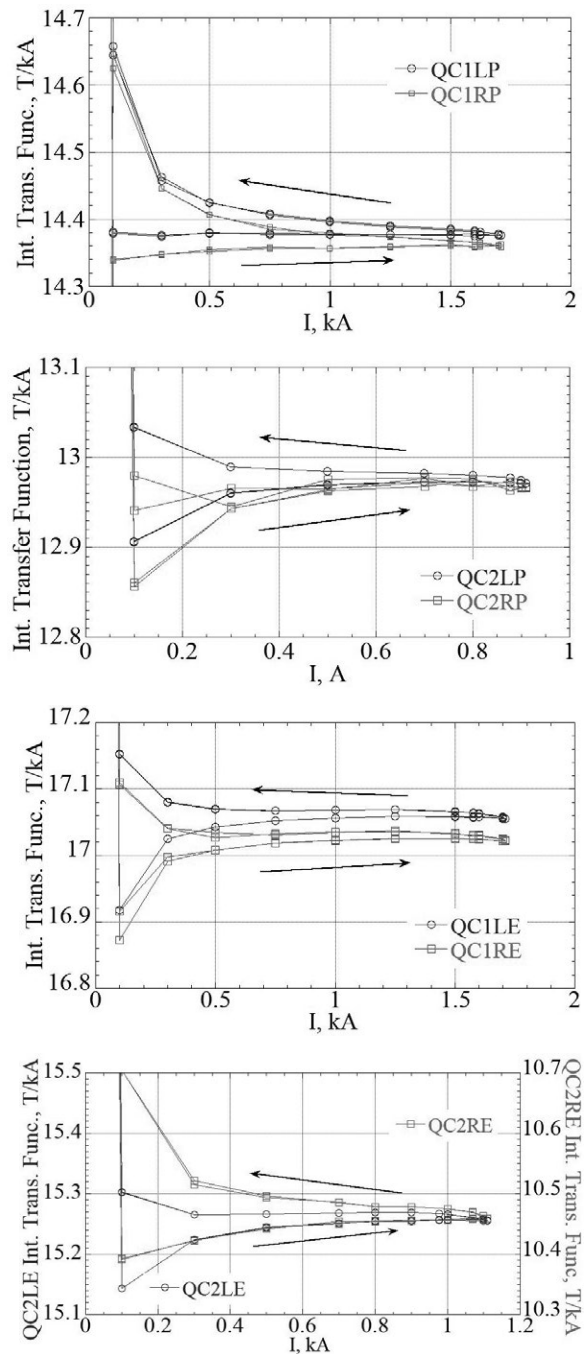 14.7
14.6
14.5
14.4
14.3
Int. Trans. Func., T/kA
QC1LP
QC1RP
0 0.5 1 1.5 2
I, kA
13.1
13
12.9
12.8
Int. Transfer Function, T/kA
QC2LP
QC2RP
0 0.2 0.4 0.6 0.8 1
I, A
17.2
17.1
17
16.9
16.8
Int. Trans. Func., T/kA
QC1LE
QC1RE
0 0.5 1 1.5 2
I, kA
15.5
15.4
15.3
15.2
15.1
QC2LE Int. Trans. Func., T/kA
QC2RE
QC2LE
10.7
10.6
10.5
10.4
10.3
QC2RE Int. Trans. Func, T/kA
0 0.2 0.4 0.6 0.8 1 1.2
I, kA